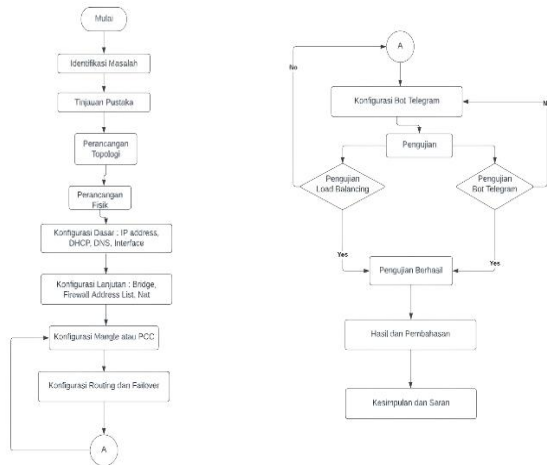 Mulai
Identifikasi Masalah
Tinjauan Pustaka
Perancangan
Topologi
Perancangan
Fisik
Konfigurasi Dasar : IP address,
DHCP, DNS, Interface
Konfigurasi Lanjutan : Bridge,
Firewall Address List, Nat
Konfigurasi Mangle atau PCC
Konfigurasi Routing dan Failover
A
A
No
Konfigurasi Bot Telegram
Pengujian
Pengujian
Load Balancing
Pengujian
Bot Telegram
Yes
Yes
Pengujian Berhasil
Hasil dan Pembahasan
Kesimpulan dan Saran